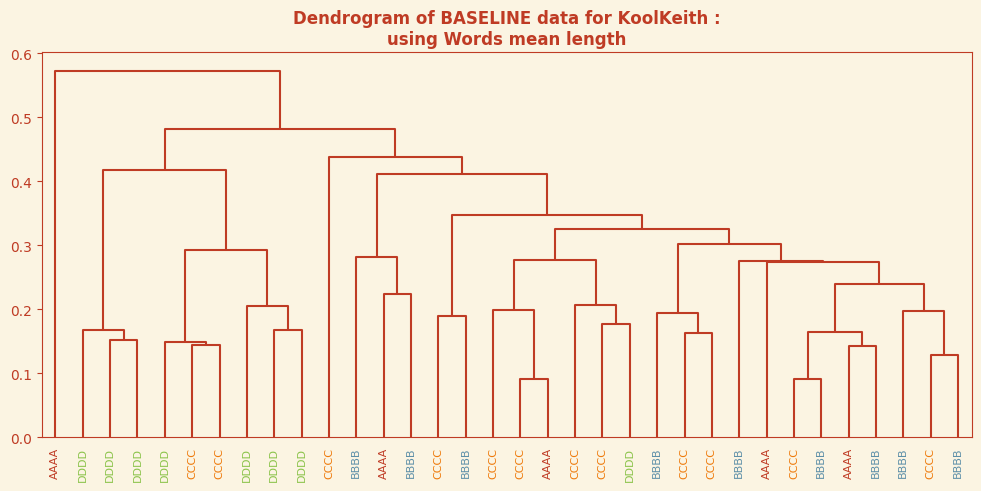 Dendrogram of BASELINE data for KoolKeith :
using Words mean length
0.6
0.5
0.4
0.3
0.2
0.1
0.0
AAAA DDDD DDDD DDDD DDDD CCCC CCCC DDDD DDDD DDDD CCCC BBBB AAAA BBBB CCCC BBBB CCCC CCCC AAAA CCCC CCCC DDDD BBBB CCCC CCCC BBBB AAAA CCCC BBBB AAAA BBBB BBBB CCCC BBBB